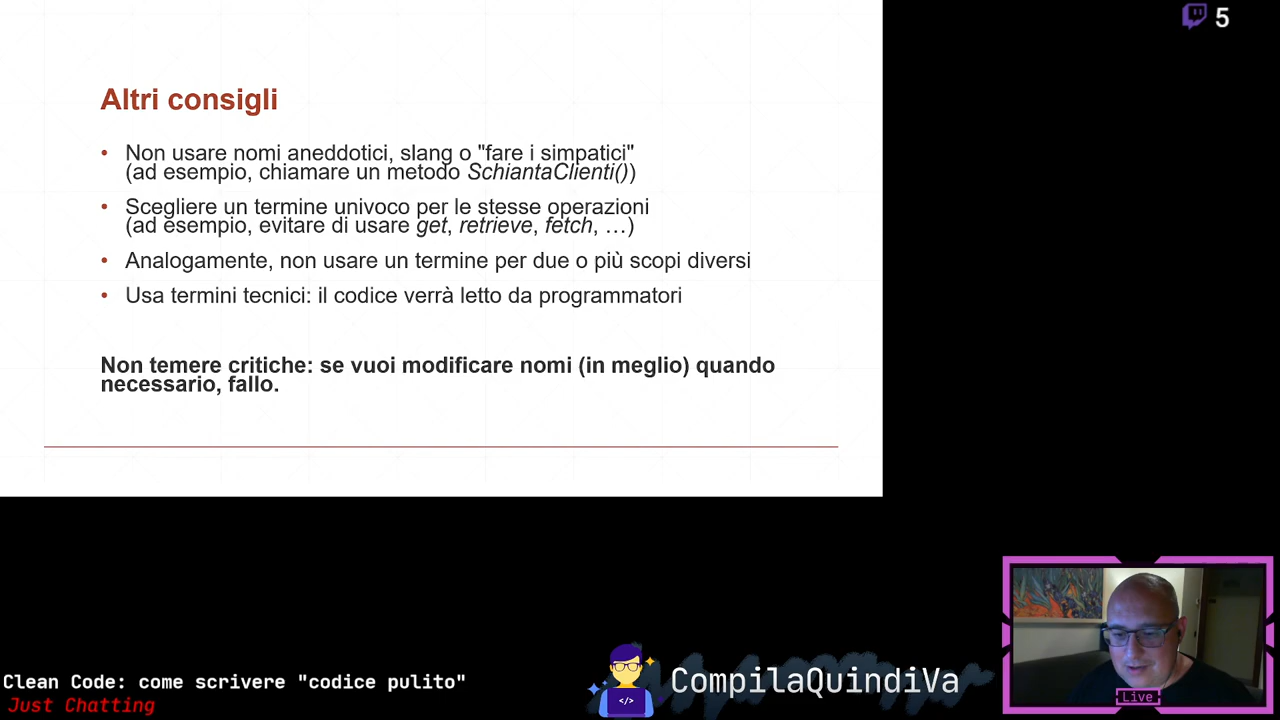 5
Altri consigli
• Non usare nomi aneddotici, slang o "fare i simpatici"
(ad esempio, chiamare un metodo SchiantaClienti())
• Scegliere un termine univoco per le stesse operazioni
(ad esempio, evitare di usare get, retrieve, fetch, …)
• Analogamente, non usare un termine per due o più scopi diversi
• Usa termini tecnici: il codice verrà letto da programmatori
Non temere critiche: se vuoi modificare nomi (in meglio) quando
necessario, fallo.
Clean Code: come scrivere "codice pulito"
Just Chatting
</>
CompilaQuindiVa
Live